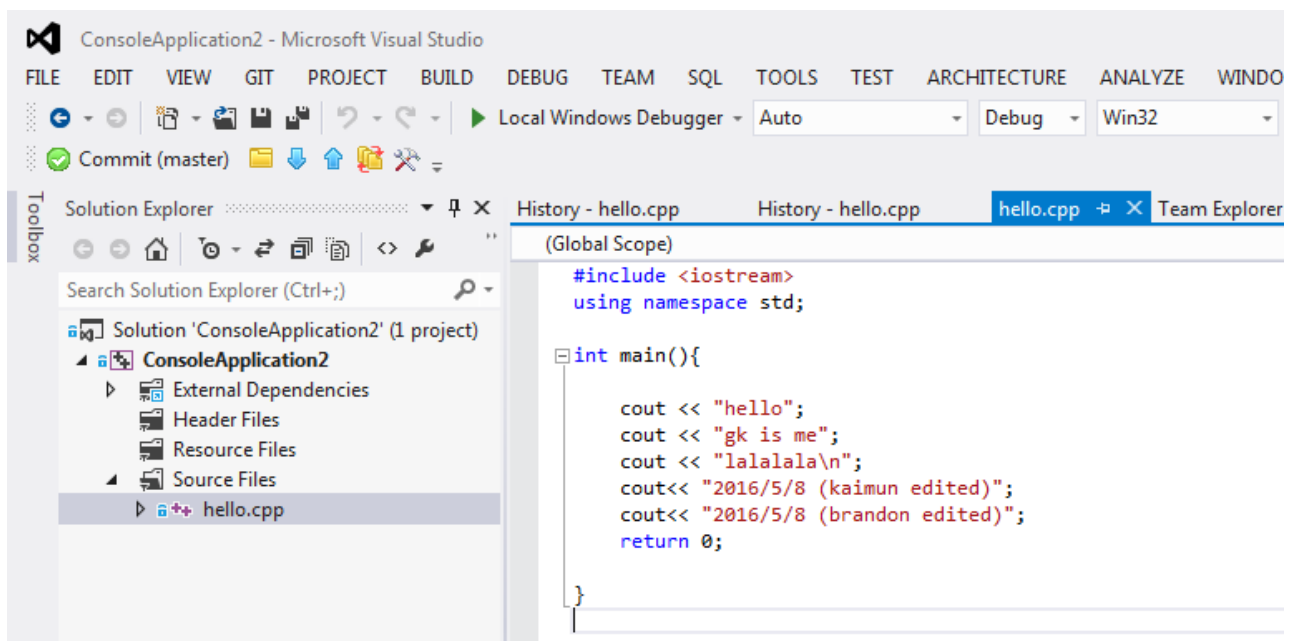 ConsoleApplication2 - Microsoft Visual Studio
FILE EDIT VIEW GIT PROJECT BUILD DEBUG TEAM SQL TOOLS TEST ARCHITECTURE ANALYZE WINDO
Local Windows Debugger Auto Debug Win32
Commit (master)
Toolbox
Solution Explorer
Search Solution Explorer (Ctrl+;)
Solution 'ConsoleApplication2' (1 project)
ConsoleApplication2
External Dependencies
Header Files
Resource Files
Source Files
hello.cpp
History - hello.cpp History - hello.cpp hello.cpp Team Explorer
(Global Scope)
#include <iostream>
using namespace std;
int main(){
cout << "hello";
cout << "gk is me";
cout << "lalalala\n";
cout<< "2016/5/8 (kaimun edited)";
cout<< "2016/5/8 (brandon edited)";
return 0;
}